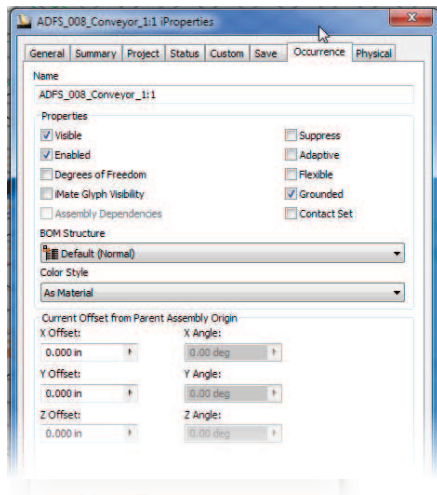 ADFS_008_Conveyor_1:1 iProperties
General Summary Project Status Custom Save Occurrence Physical
Name
ADFS_008_Conveyor_1:1
Properties
Visible Suppress
Enabled Adaptive
Degrees of Freedom Flexible
iMate Glyph Visibility Grounded
Assembly Dependencies Contact Set
BOM Structure
Default (Normal)
Color Style
As Material
Current Offset from Parent Assembly Origin
X Offset: X Angle:
0.000 in 0.00 deg
Y Offset: Y Angle:
0.000 in 0.00 deg
Z Offset: Z Angle:
0.000 in 0.00 deg